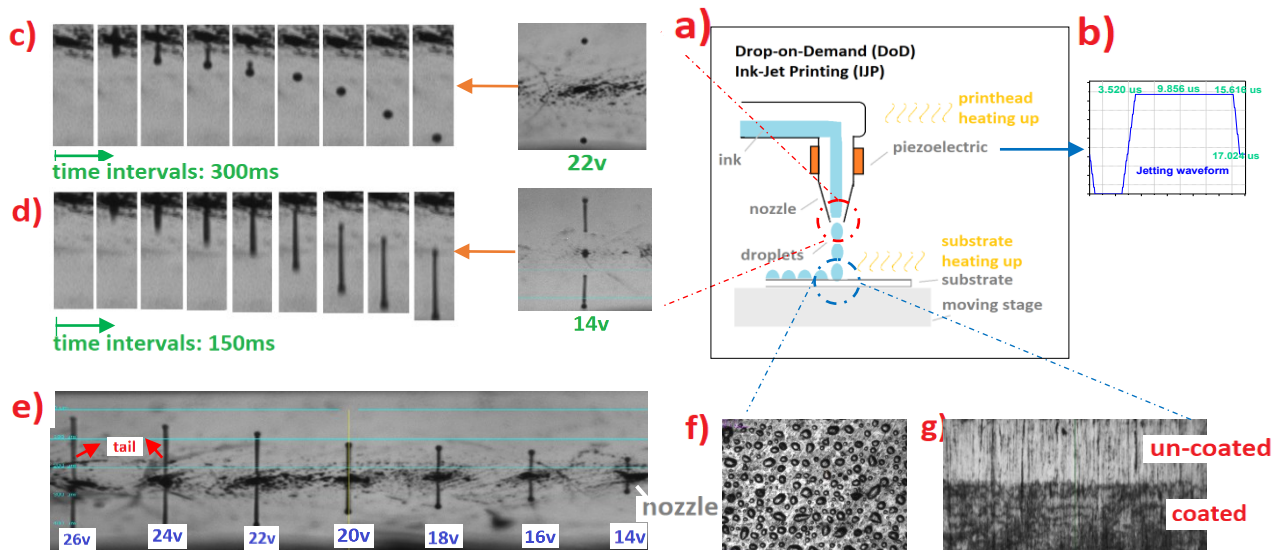 c)
time intervals: 300ms
22v
d)
time intervals: 150ms
14v
a)
Drop-on-Demand (DoD)
Ink-Jet Printing (IJP)
printhead
heating up
ink
piezoelectric
nozzle
droplets
substrate
heating up
substrate
moving stage
b)
3.520 us
9.856 us
15.616 us
17.024 us
Jetting waveform
e)
tail
nozzle
26v
24v
22v
20v
18v
16v
14v
f)
g)
un-coated
coated